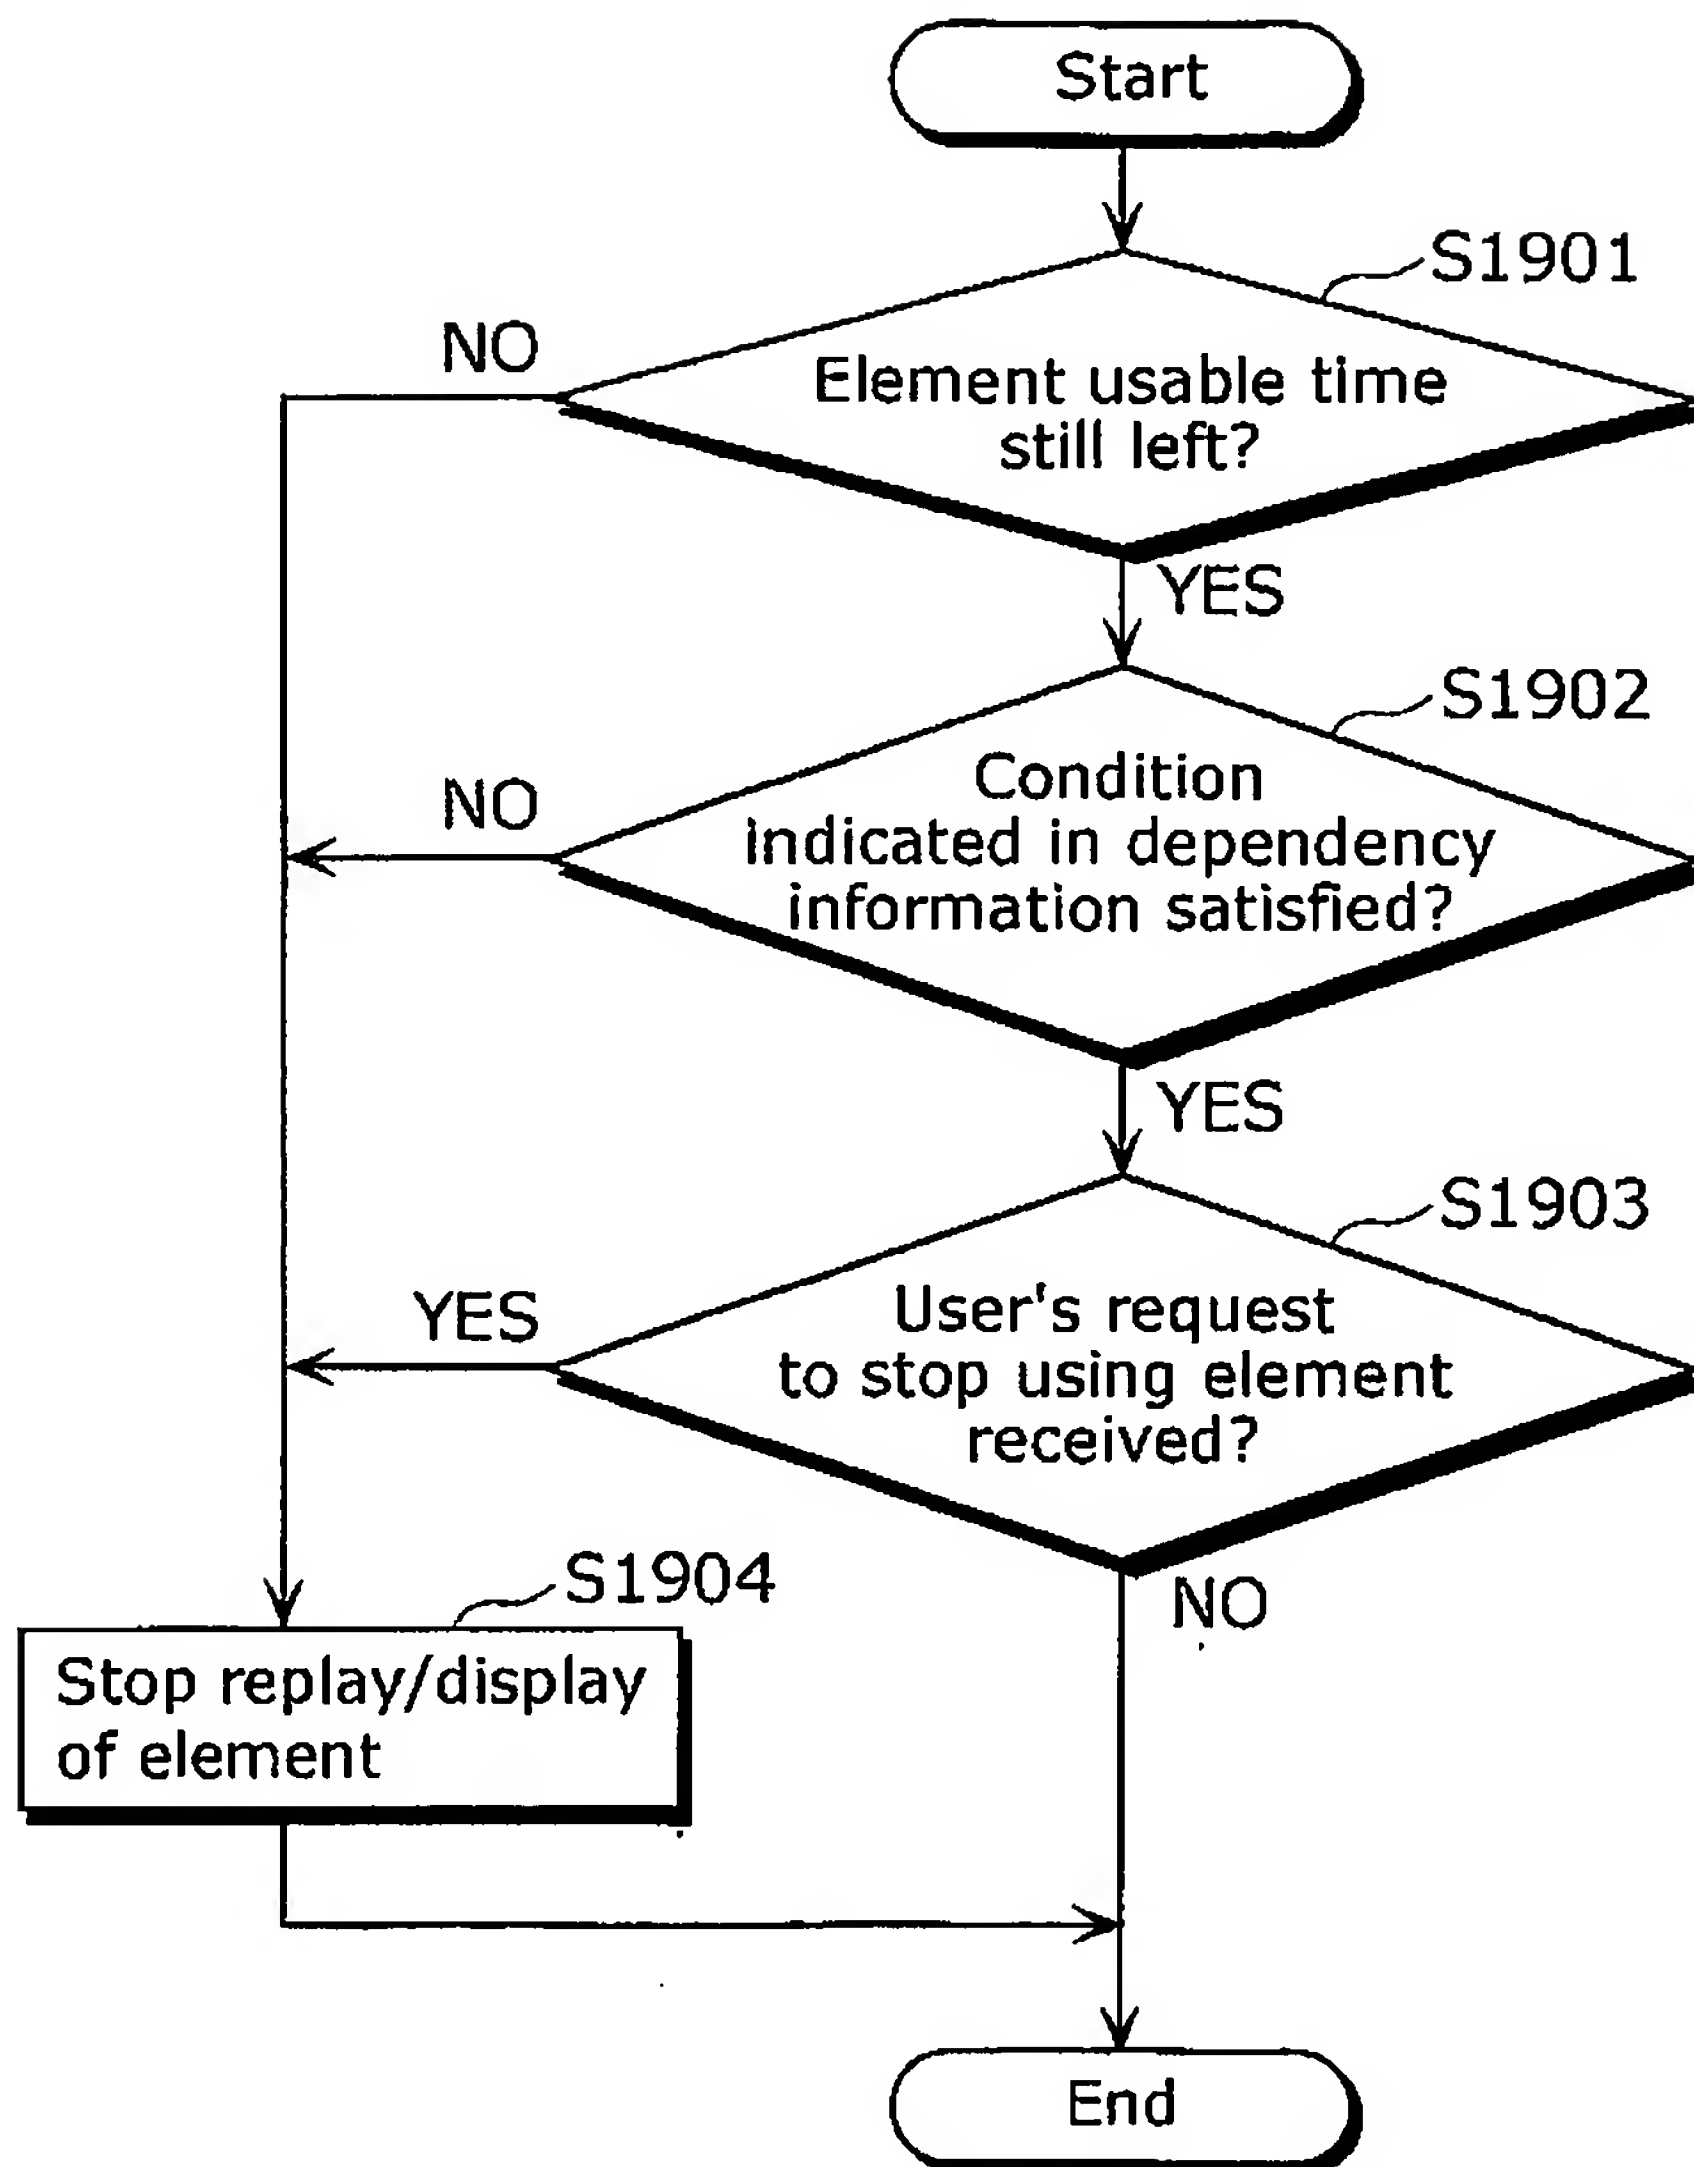 Start
S1901
NO
Element usable time
still left?
YES
S1902
NO
Condition
indicated in dependency
information satisfied?
YES
S1903
YES
User's request
to stop using element
received?
NO
S1904
Stop replay/display
of element
End